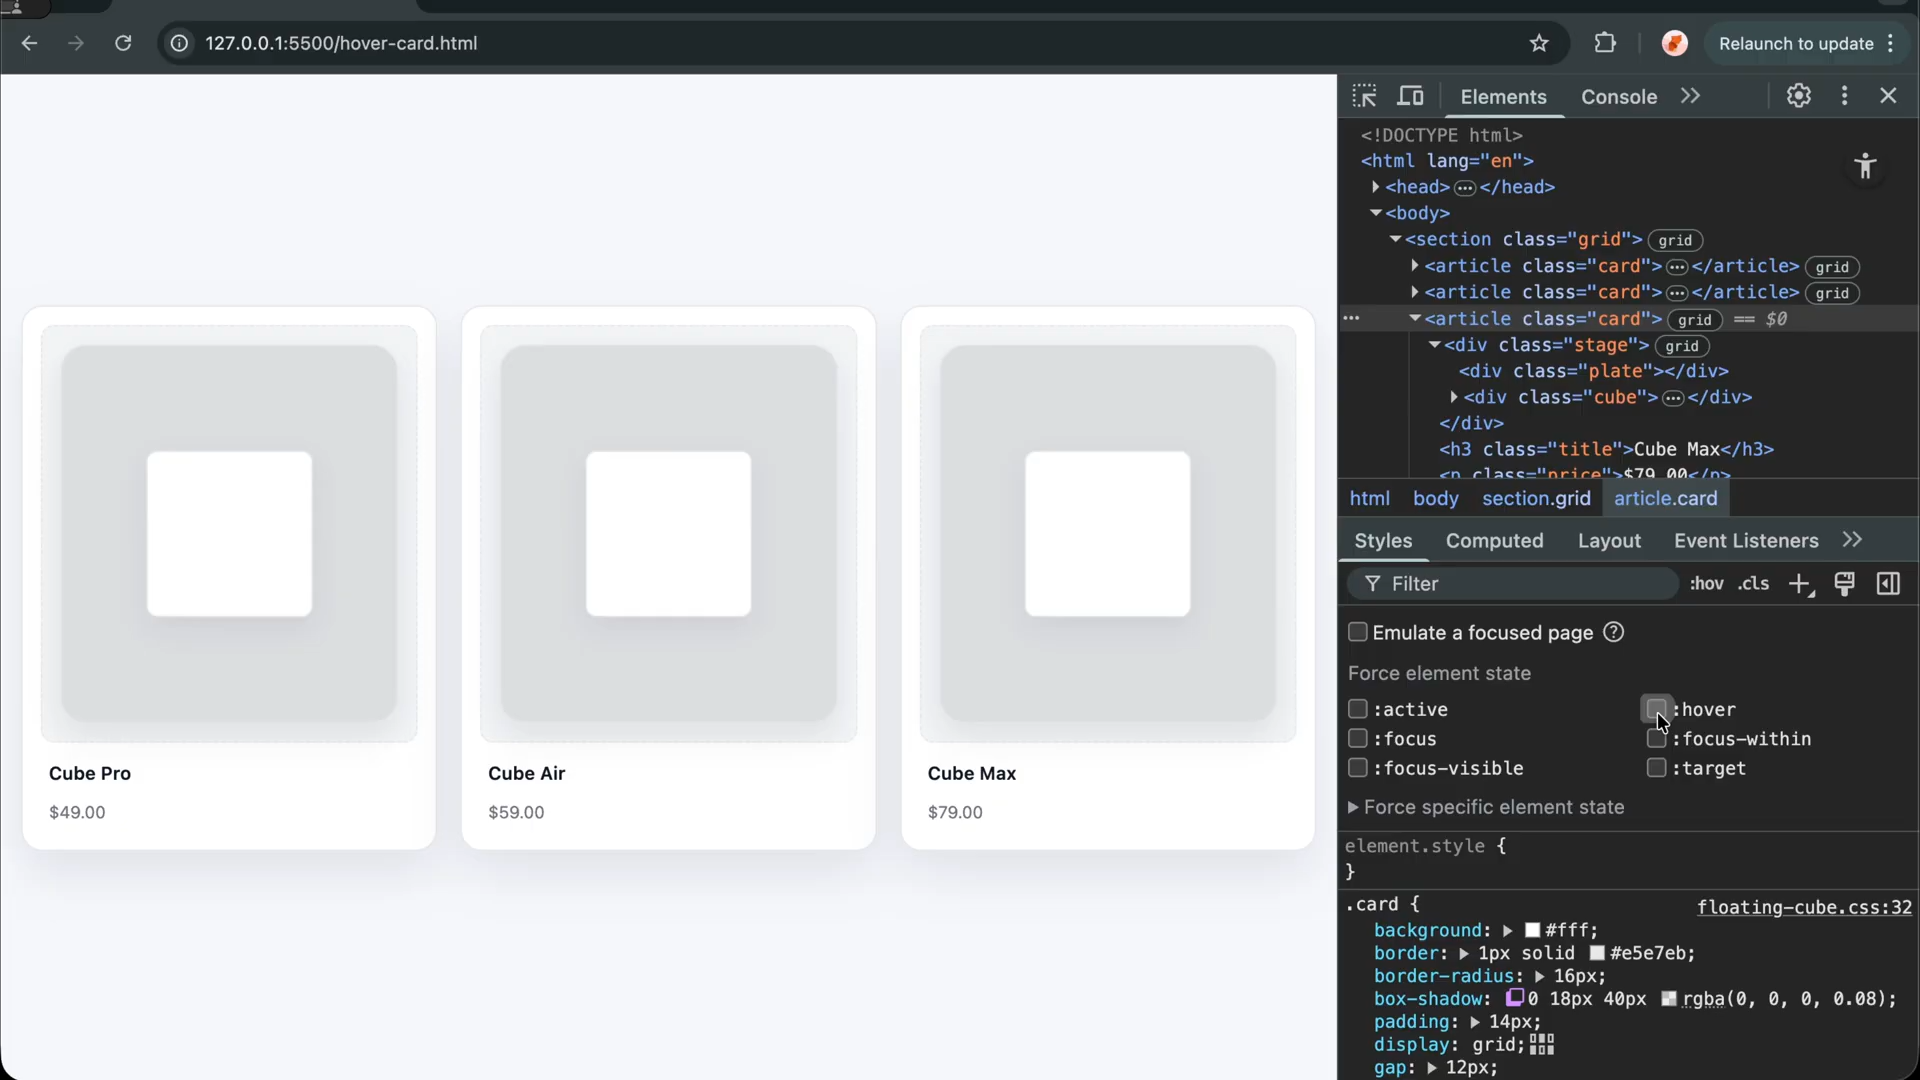 127.0.0.1:5500/hover-card.html
Relaunch to update
Elements
Console
<!DOCTYPE html>
<html lang="en">
<head>
</head>
<body>
<section class="grid"> grid
<article class="card"> </article> grid
<article class="card"> </article> grid
<article class="card"> grid == $0
<div class="stage"> grid
<div class="plate"></div>
<div class="cube"> </div>
</div>
<h3 class="title">Cube Max</h3>
<p class="price">$79.00</p>
html body section.grid article.card
Styles Computed Layout Event Listeners
Filter :hov .cls
Emulate a focused page ?
Force element state
:active :hover
:focus :focus-within
:focus-visible :target
Force specific element state
element.style {
}
.card { floating-cube.css:32
background: #fff;
border: 1px solid #e5e7eb;
border-radius: 16px;
box-shadow: 0 18px 40px rgba(0, 0, 0, 0.08);
padding: 14px;
display: grid;
gap: 12px;
Cube Pro
$49.00
Cube Air
$59.00
Cube Max
$79.00